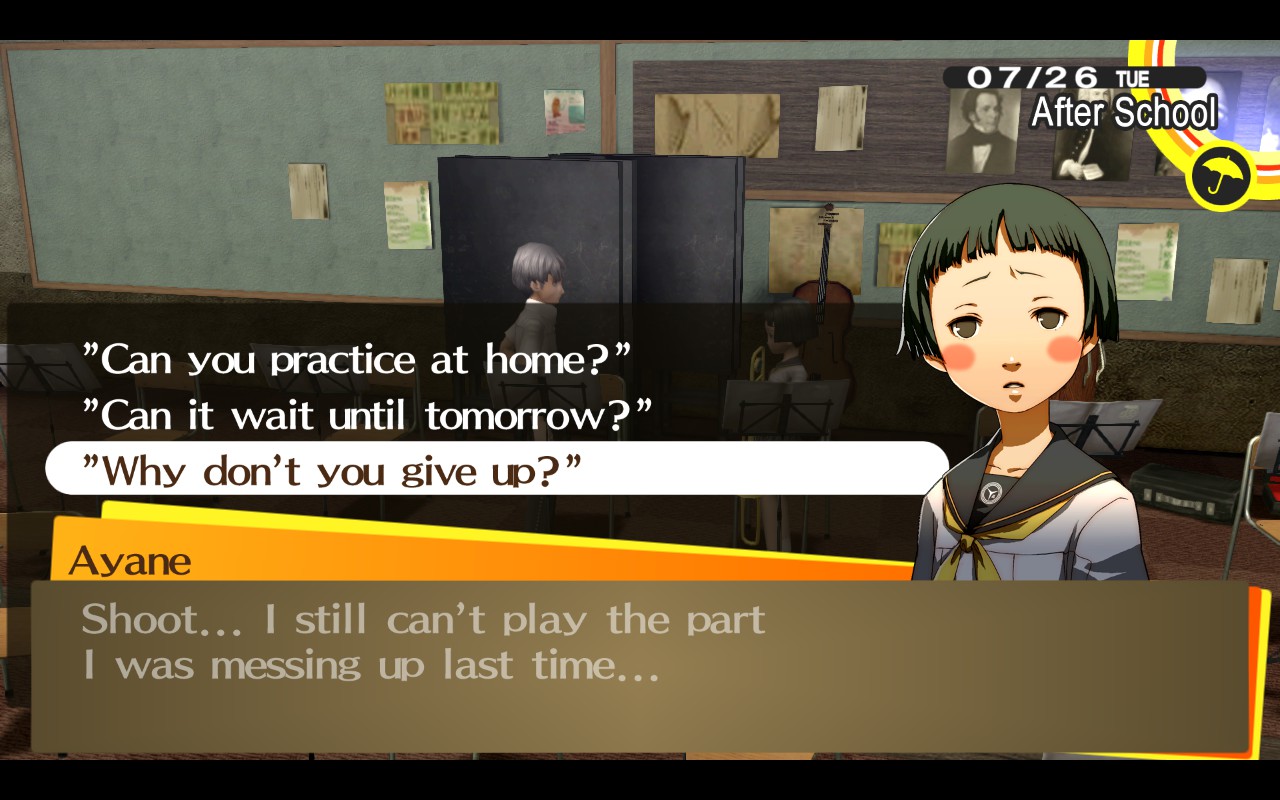 07/26 TUE
After School
”Can you practice at home?”
”Can it wait until tomorrow?”
”Why don’t you give up?”
Ayane
Shoot... I still can’t play the part
I was messing up last time...